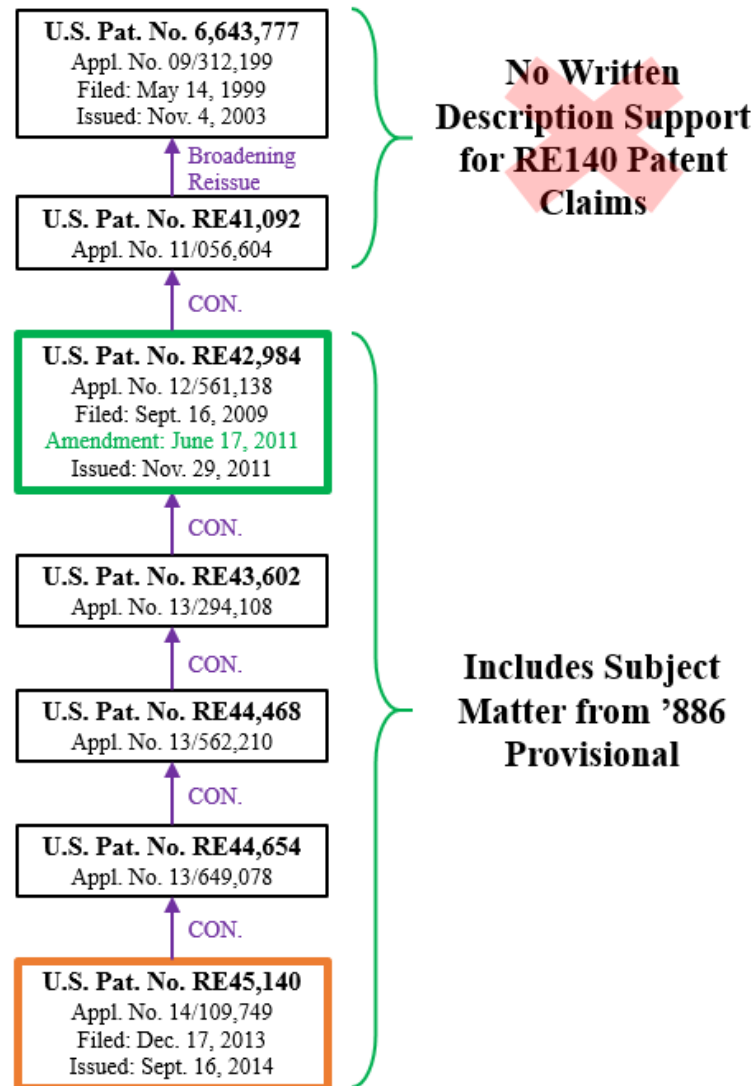 U.S. Pat. No. 6,643,777
Appl. No. 09/312,199
Filed: May 14, 1999
Issued: Nov. 4, 2003
No Written
Description Support
for RE140 Patent
Claims
Broadening
Reissue
U.S. Pat. No. RE41,092
Appl. No. 11/056,604
CON.
U.S. Pat. No. RE42,984
Appl. No. 12/561,138
Filed: Sept. 16, 2009
Amendment: June 17, 2011
Issued: Nov. 29, 2011
CON.
U.S. Pat. No. RE43,602
Appl. No. 13/294,108
CON.
Includes Subject
Matter from ’886
Provisional
U.S. Pat. No. RE44,468
Appl. No. 13/562,210
CON.
U.S. Pat. No. RE44,654
Appl. No. 13/649,078
CON.
U.S. Pat. No. RE45,140
Appl. No. 14/109,749
Filed: Dec. 17, 2013
Issued: Sept. 16, 2014